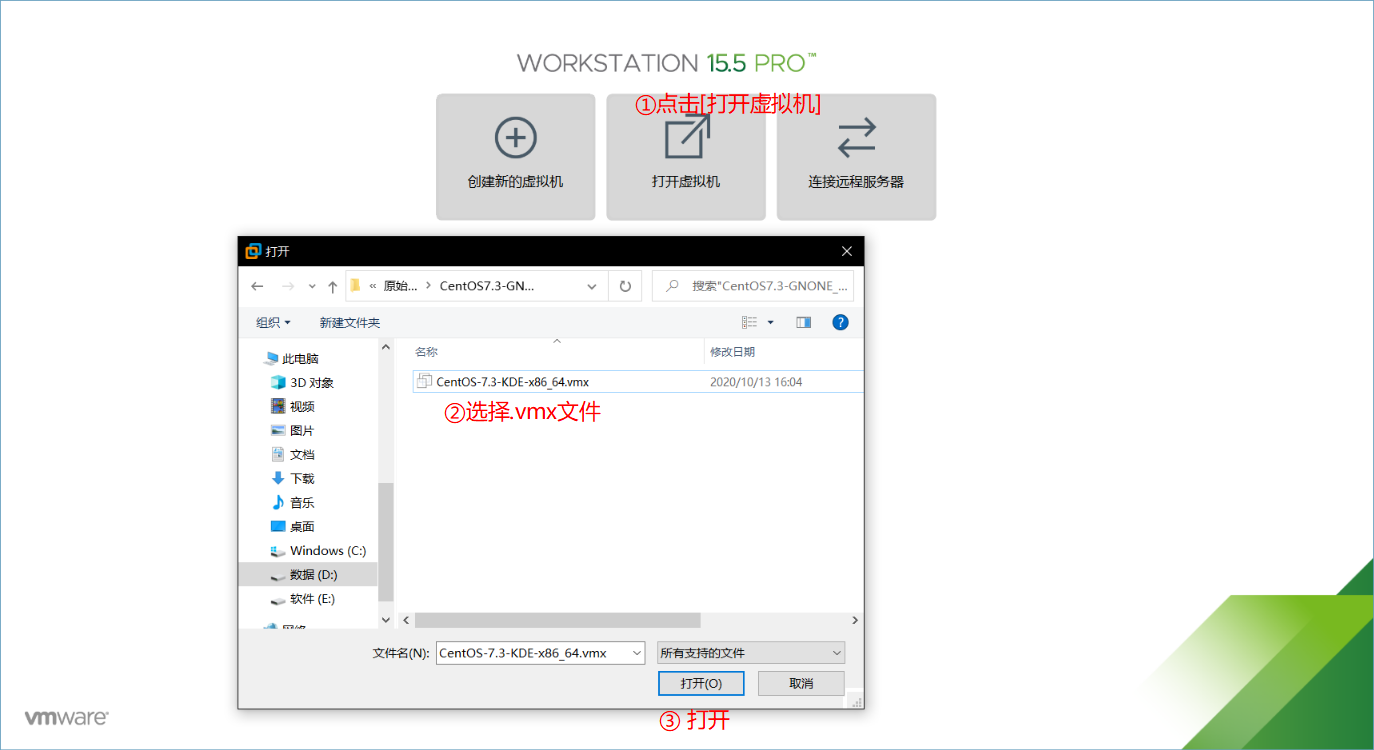 WORKSTATION 15.5 PRO™
①点击[打开虚拟机]
创建新的虚拟机
打开虚拟机
连接远程服务器
打开
« 原始... › CentOS7.3-GN...
搜索"CentOS7.3-GNONE_...
组织
新建文件夹
此电脑
3D 对象
视频
图片
文档
下载
音乐
桌面
Windows (C:)
数据 (D:)
软件 (E:)
网络
名称
修改日期
CentOS-7.3-KDE-x86_64.vmx
2020/10/13 16:04
②选择.vmx文件
文件名(N):
CentOS-7.3-KDE-x86_64.vmx
所有支持的文件
打开(O)
取消
③ 打开
vmware®